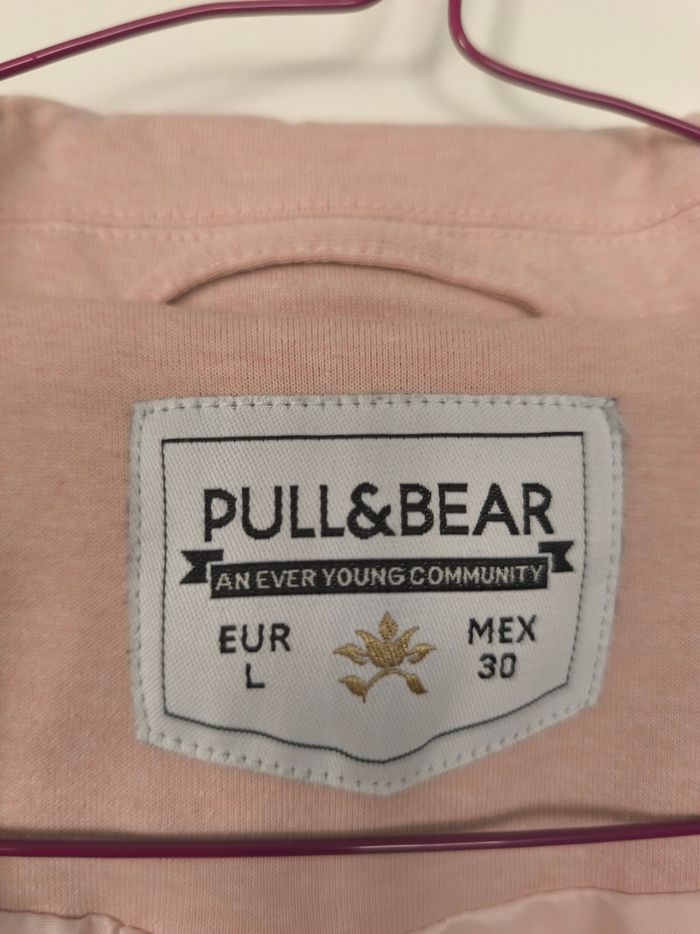 PULL&BEAR
AN EVER YOUNG COMMUNITY
EUR MEX
L 30